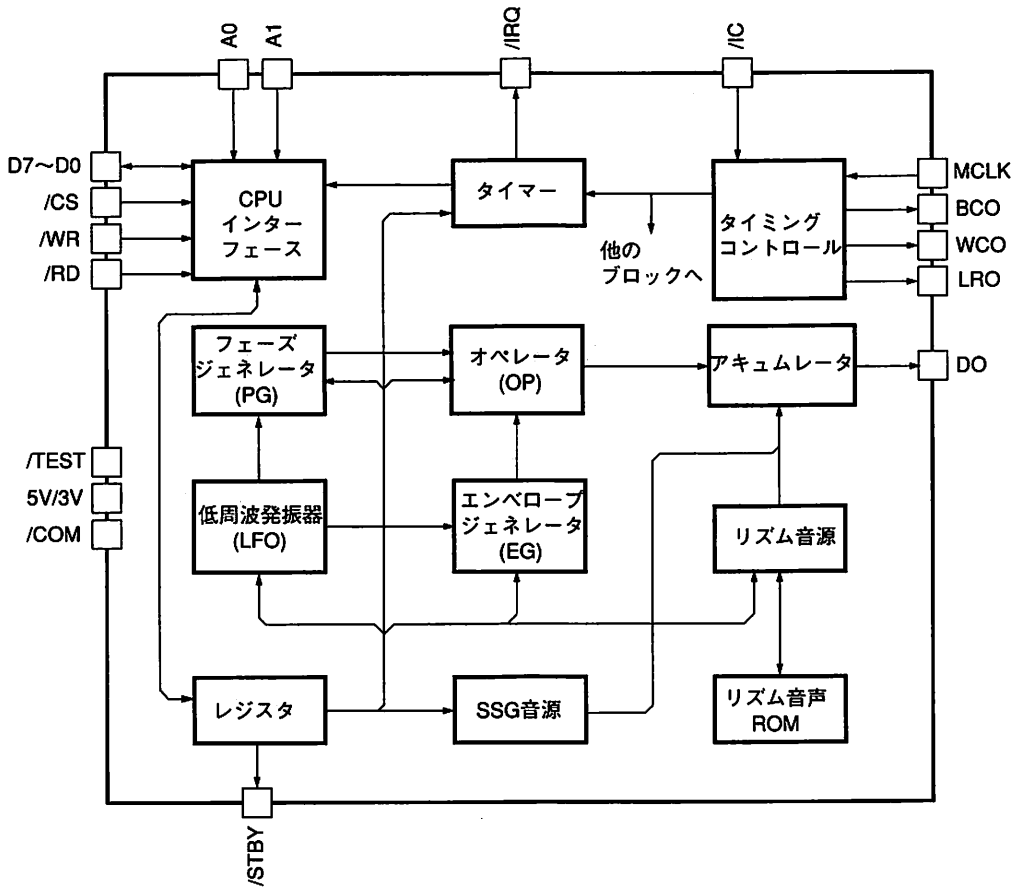 A0
A1
/IRQ
/IC
D7～D0
/CS
/WR
/RD
CPU
インター
フェース
タイマー
他の
ブロックへ
タイミング
コントロール
MCLK
BCO
WCO
LRO
フェーズ
ジェネレータ
(PG)
オペレータ
(OP)
アキュムレータ
DO
/TEST
5V/3V
/COM
低周波発振器
(LFO)
エンベロープ
ジェネレータ
(EG)
リズム音源
レジスタ
SSG音源
リズム音声
ROM
/STBY